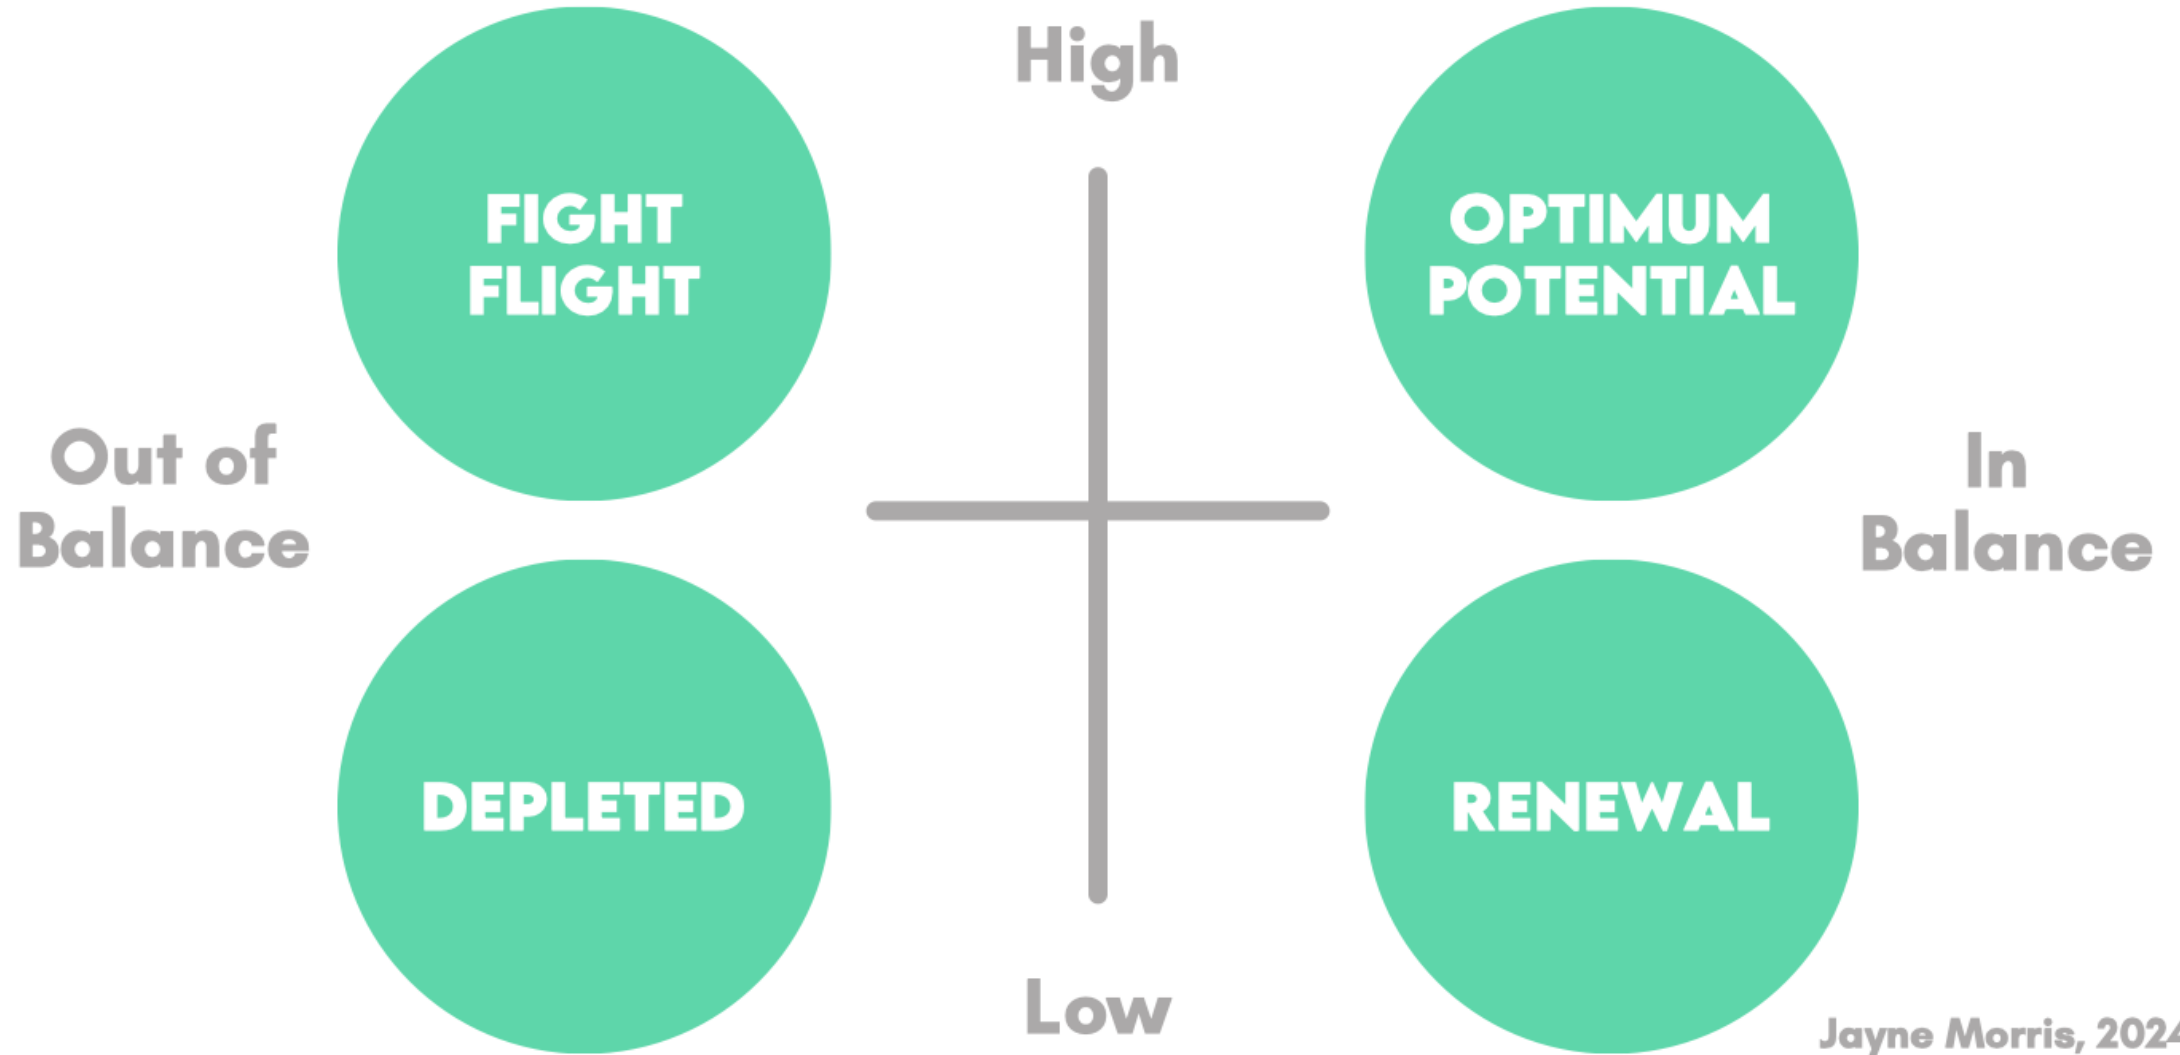 High
FIGHT
FLIGHT
OPTIMUM
POTENTIAL
Out of
Balance
In
Balance
DEPLETED
RENEWAL
Low
Jayne Morris, 2024